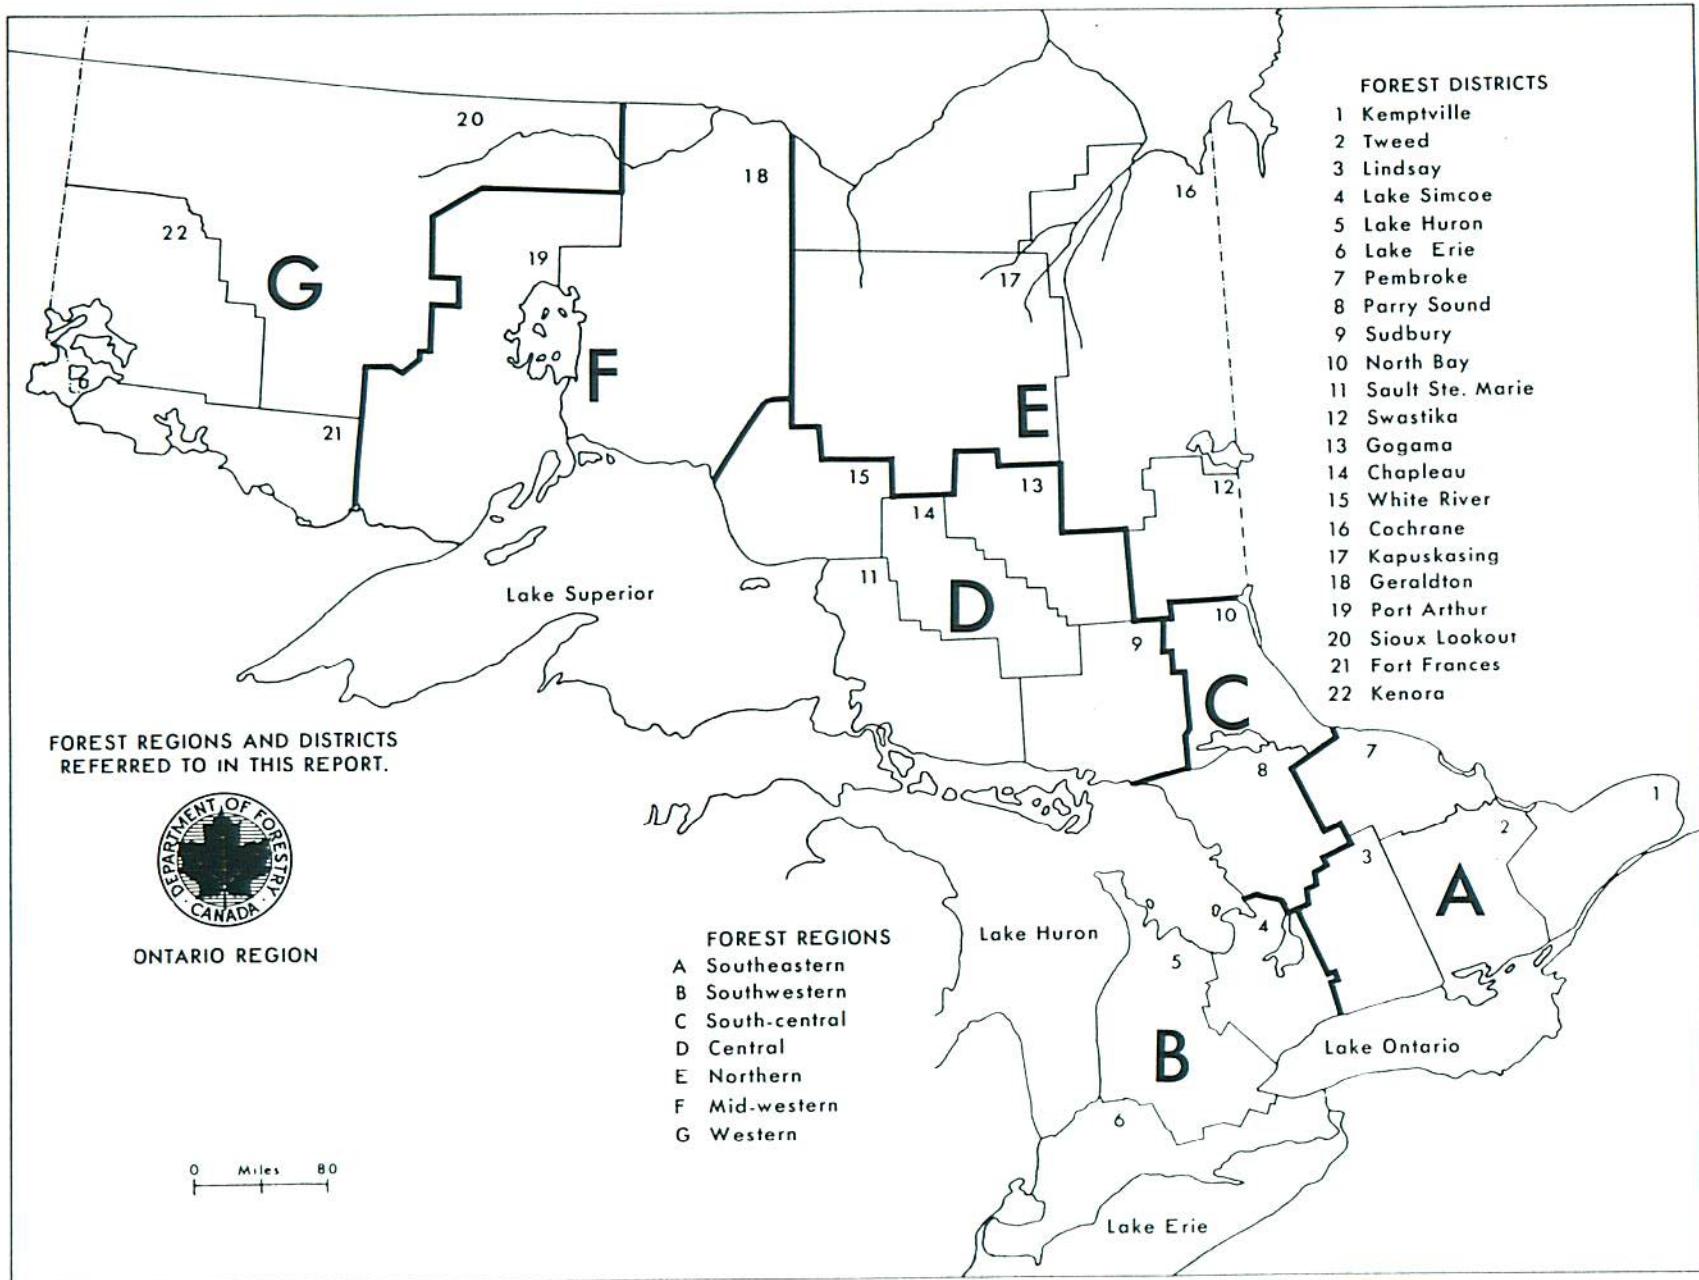 FOREST DISTRICTS
1 Kemptville
2 Tweed
3 Lindsay
4 Lake Simcoe
5 Lake Huron
6 Lake Erie
7 Pembroke
8 Parry Sound
9 Sudbury
10 North Bay
11 Sault Ste. Marie
12 Swastika
13 Gogama
14 Chapleau
15 White River
16 Cochrane
17 Kapuskasing
18 Geraldton
19 Port Arthur
20 Sioux Lookout
21 Fort Frances
22 Kenora
20
18
16
22
G
19
17
F
E
21
15
13
12
14
11
D
Lake Superior
10
9
C
7
8
1
2
3
A
4
Lake Huron
5
B
Lake Ontario
6
Lake Erie
FOREST REGIONS AND DISTRICTS
REFERRED TO IN THIS REPORT.
DEPARTMENT OF FORESTRY
· CANADA ·
ONTARIO REGION
FOREST REGIONS
A Southeastern
B Southwestern
C South-central
D Central
E Northern
F Mid-western
G Western
0 Miles 80